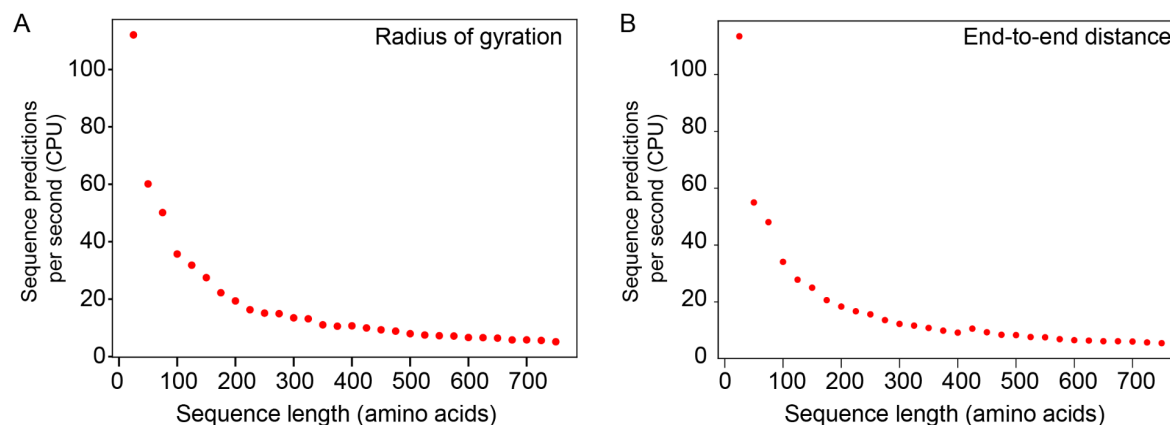 A
Radius of gyration
Sequence predictions
per second (CPU)
100
80
60
40
20
0
0 100 200 300 400 500 600 700
Sequence length (amino acids)
B
End-to-end distance
Sequence predictions
per second (CPU)
100
80
60
40
20
0
0 100 200 300 400 500 600 700
Sequence length (amino acids)